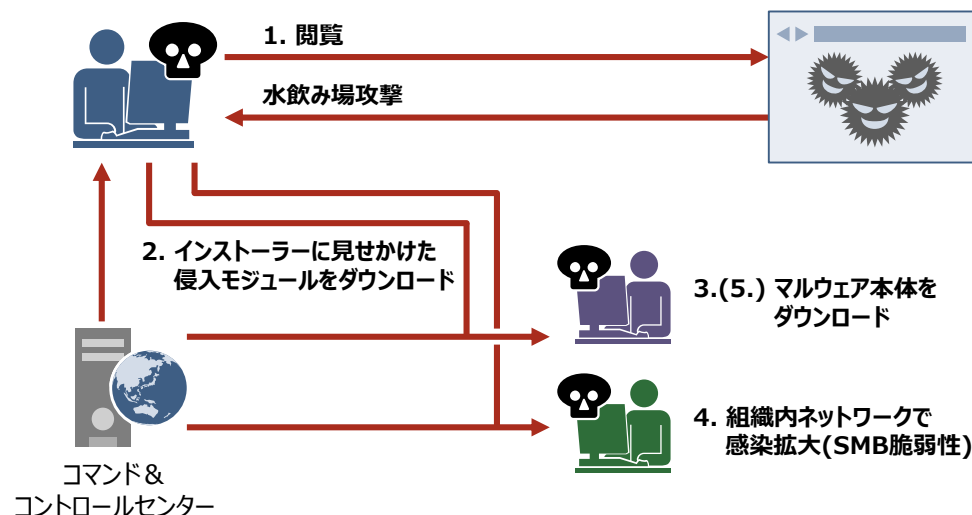 1. 閲覧
水飲み場攻撃
2. インストーラーに見せかけた
侵入モジュールをダウンロード
3.(5.) マルウェア本体を
ダウンロード
4. 組織内ネットワークで
感染拡大(SMB脆弱性)
コマンド＆
コントロールセンター